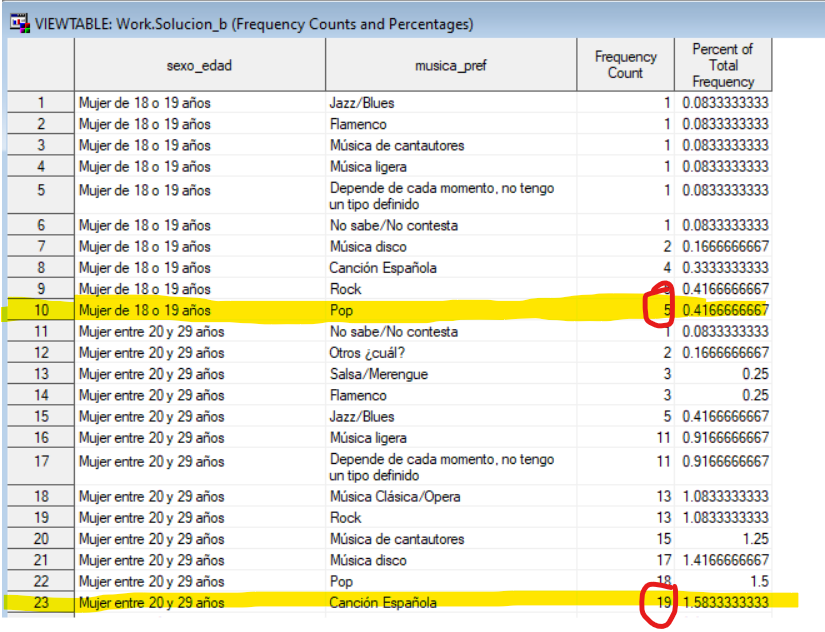 VIEWTABLE: Work.Solucion_b (Frequency Counts and Percentages)
sexo_edad musica_pref Frequency Count Percent of Total Frequency
1 Mujer de 18 o 19 años Jazz/Blues 1 0.0833333333
2 Mujer de 18 o 19 años Flamenco 1 0.0833333333
3 Mujer de 18 o 19 años Música de cantautores 1 0.0833333333
4 Mujer de 18 o 19 años Música ligera 1 0.0833333333
5 Mujer de 18 o 19 años Depende de cada momento, no tengo un tipo definido 1 0.0833333333
6 Mujer de 18 o 19 años No sabe/No contesta 1 0.0833333333
7 Mujer de 18 o 19 años Música disco 2 0.1666666667
8 Mujer de 18 o 19 años Canción Española 4 0.3333333333
9 Mujer de 18 o 19 años Rock 5 0.4166666667
10 Mujer de 18 o 19 años Pop 5 0.4166666667
11 Mujer entre 20 y 29 años No sabe/No contesta 1 0.0833333333
12 Mujer entre 20 y 29 años Otros ¿cuál? 2 0.1666666667
13 Mujer entre 20 y 29 años Salsa/Merengue 3 0.25
14 Mujer entre 20 y 29 años Flamenco 3 0.25
15 Mujer entre 20 y 29 años Jazz/Blues 5 0.4166666667
16 Mujer entre 20 y 29 años Música ligera 11 0.9166666667
17 Mujer entre 20 y 29 años Depende de cada momento, no tengo un tipo definido 11 0.9166666667
18 Mujer entre 20 y 29 años Música Clásica/Opera 13 1.0833333333
19 Mujer entre 20 y 29 años Rock 13 1.0833333333
20 Mujer entre 20 y 29 años Música de cantautores 15 1.25
21 Mujer entre 20 y 29 años Música disco 17 1.4166666667
22 Mujer entre 20 y 29 años Pop 18 1.5
23 Mujer entre 20 y 29 años Canción Española 19 1.5833333333